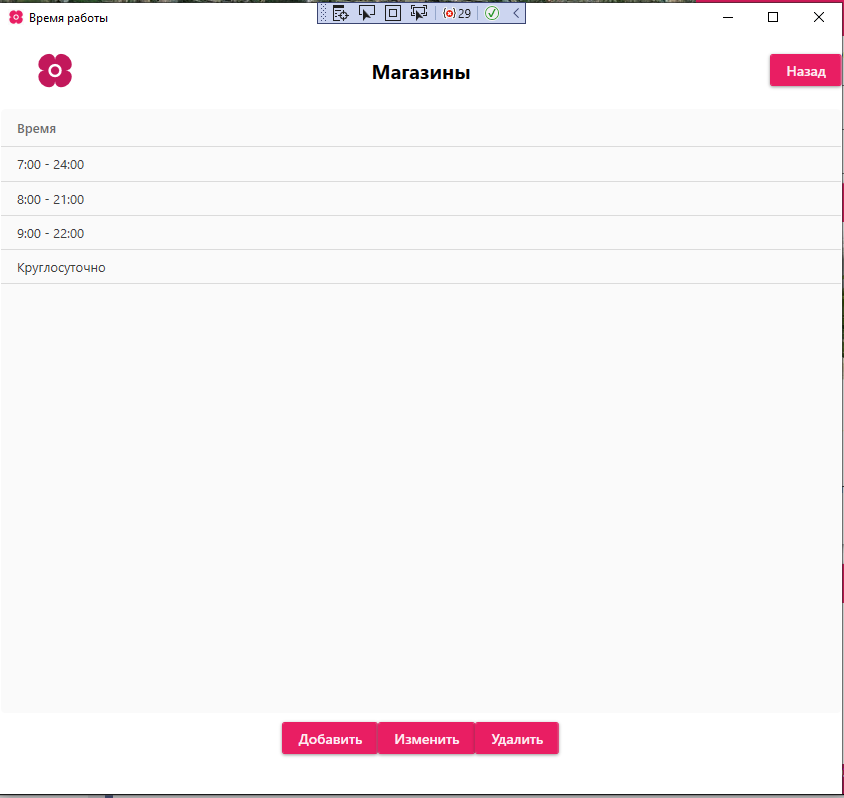 Время работы
29
Магазины
Назад
Время
7:00 - 24:00
8:00 - 21:00
9:00 - 22:00
Круглосуточно
Добавить Изменить Удалить